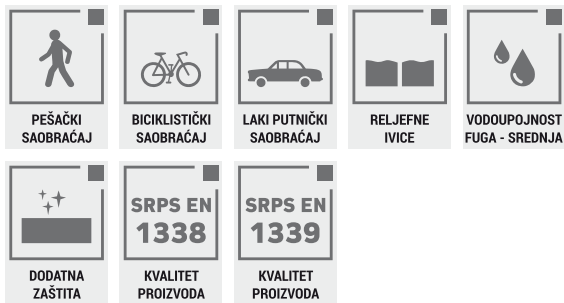 PEŠAČKI
SAOBRAĆAJ
BICIKLISTIČKI
SAOBRAĆAJ
LAKI PUTNIČKI
SAOBRAĆAJ
RELJEFNE
IVICE
VODOUPOJNOST
FUGA - SREDNJA
DODATNA
ZAŠTITA
SRPS EN
1338
KVALITET
PROIZVODA
SRPS EN
1339
KVALITET
PROIZVODA